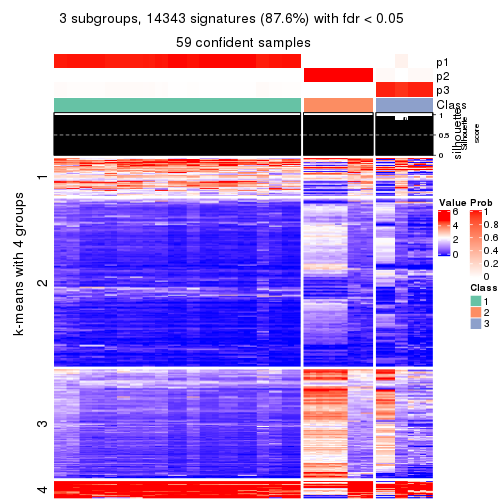 3 subgroups, 14343 signatures (87.6%) with fdr < 0.05
59 confident samples
p1
p2
p3
Class
1
0.5
0
silhouette
Silhouette
score
k-means with 4 groups
1
2
3
4
Value
6
4
2
0
Prob
1
0.8
0.6
0.4
0.2
0
Class
1
2
3